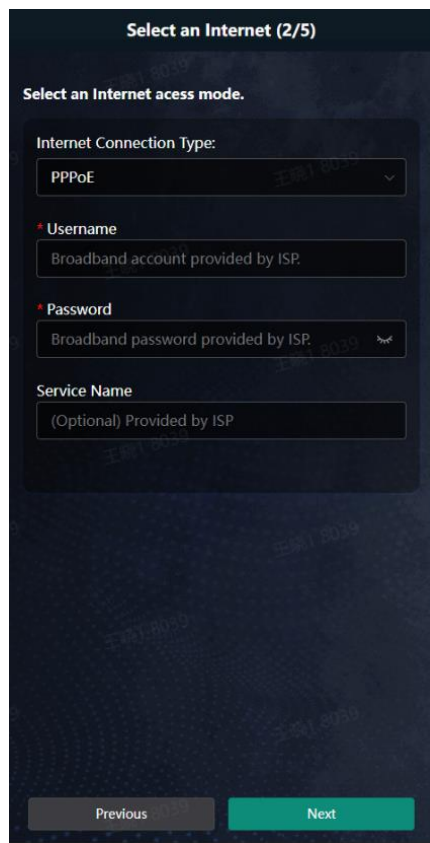 Select an Internet (2/5)
Select an Internet acess mode.
Internet Connection Type:
PPPoE
* Username
Broadband account provided by ISP.
* Password
Broadband password provided by ISP.
Service Name
(Optional) Provided by ISP
Previous
Next